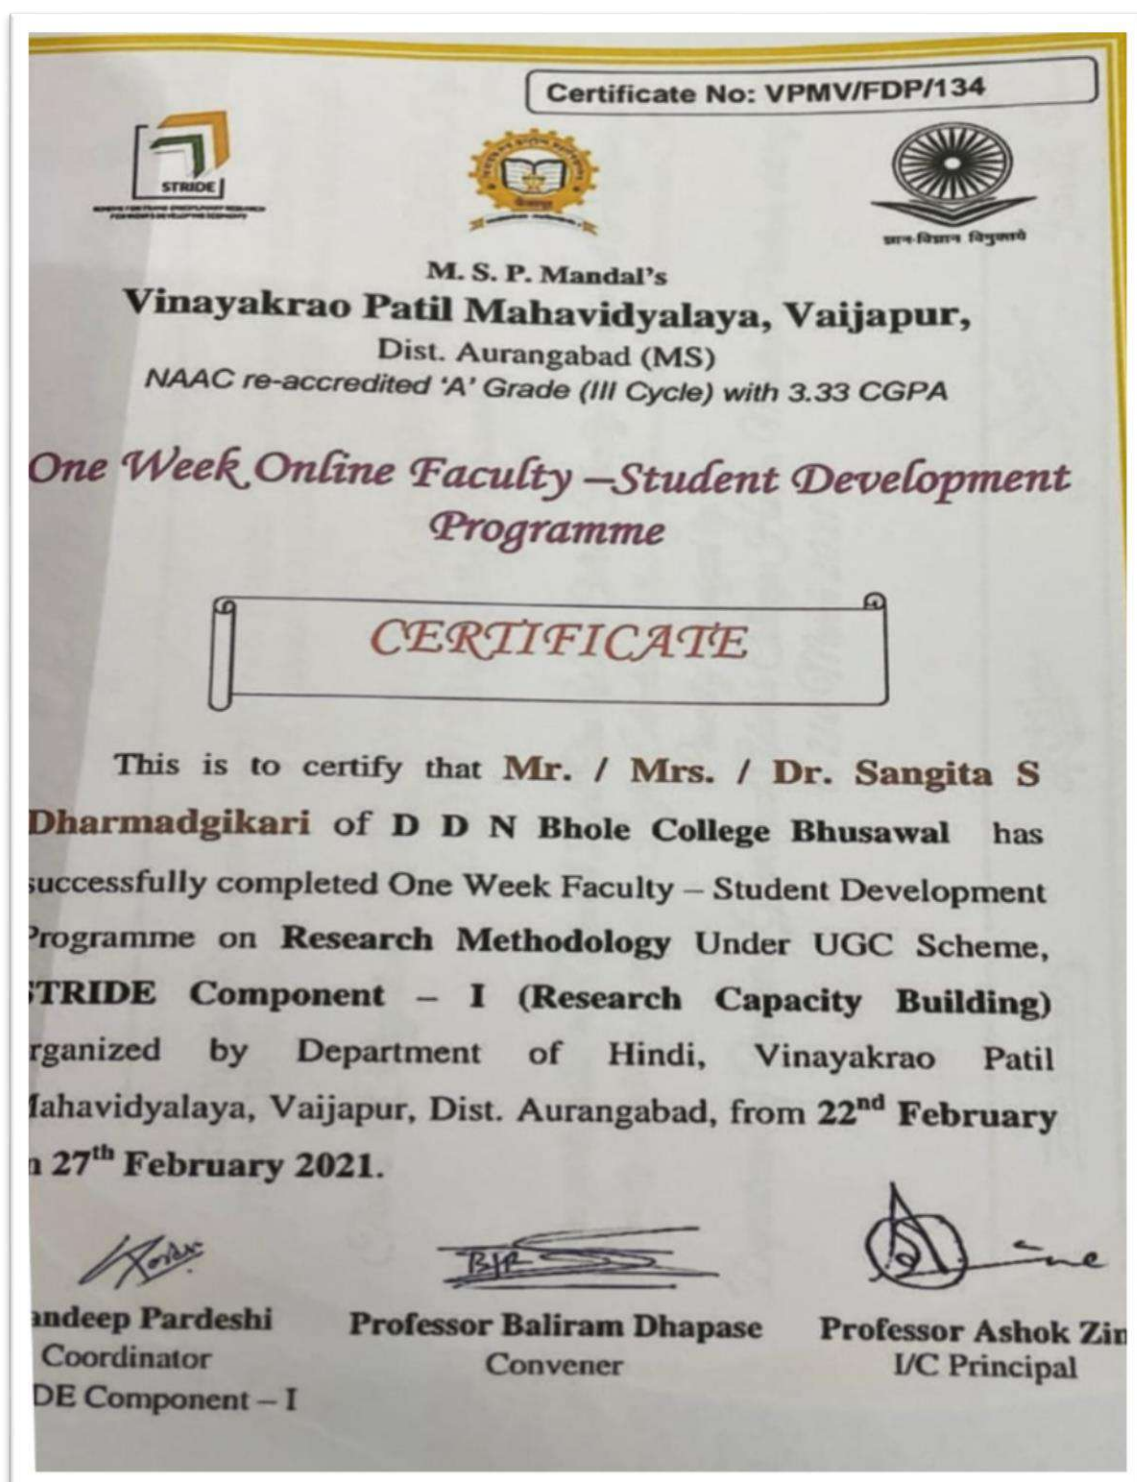 Certificate No: VPMV/FDP/134
STRIDE
ज्ञान-विज्ञान विमुक्तये
M. S. P. Mandal's
Vinayakrao Patil Mahavidyalaya, Vaijapur,
Dist. Aurangabad (MS)
NAAC re-accredited 'A' Grade (III Cycle) with 3.33 CGPA
One Week Online Faculty –Student Development
Programme
CERTIFICATE
This is to certify that Mr. / Mrs. / Dr. Sangita S
Dharmadgikari of D D N Bhole College Bhusawal has
successfully completed One Week Faculty – Student Development
Programme on Research Methodology Under UGC Scheme,
STRIDE Component – I (Research Capacity Building)
rganized by Department of Hindi, Vinayakrao Patil
Mahavidyalaya, Vaijapur, Dist. Aurangabad, from 22nd February
27th February 2021.
andeep Pardeshi Professor Baliram Dhapase Professor Ashok Zin
Coordinator Convener I/C Principal
DE Component – I